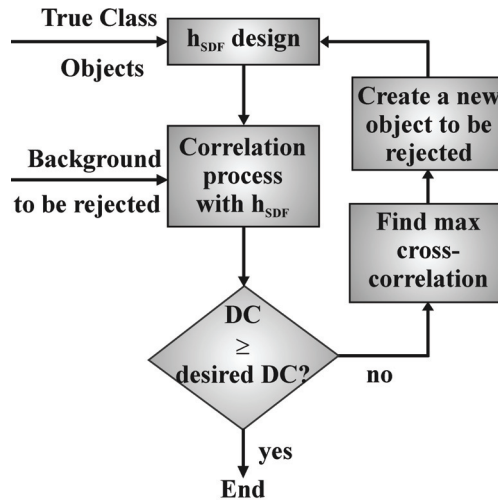 True Class
Objects
h_SDF design
Create a new
object to be
rejected
Background
to be rejected
Correlation
process
with h_SDF
Find max
cross-
correlation
DC
≥
desired DC?
no
yes
End